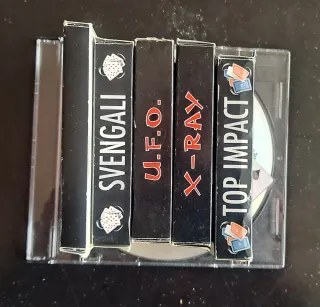 SVENGALI
U.F.O.
X-RAY
TOP IMPACT